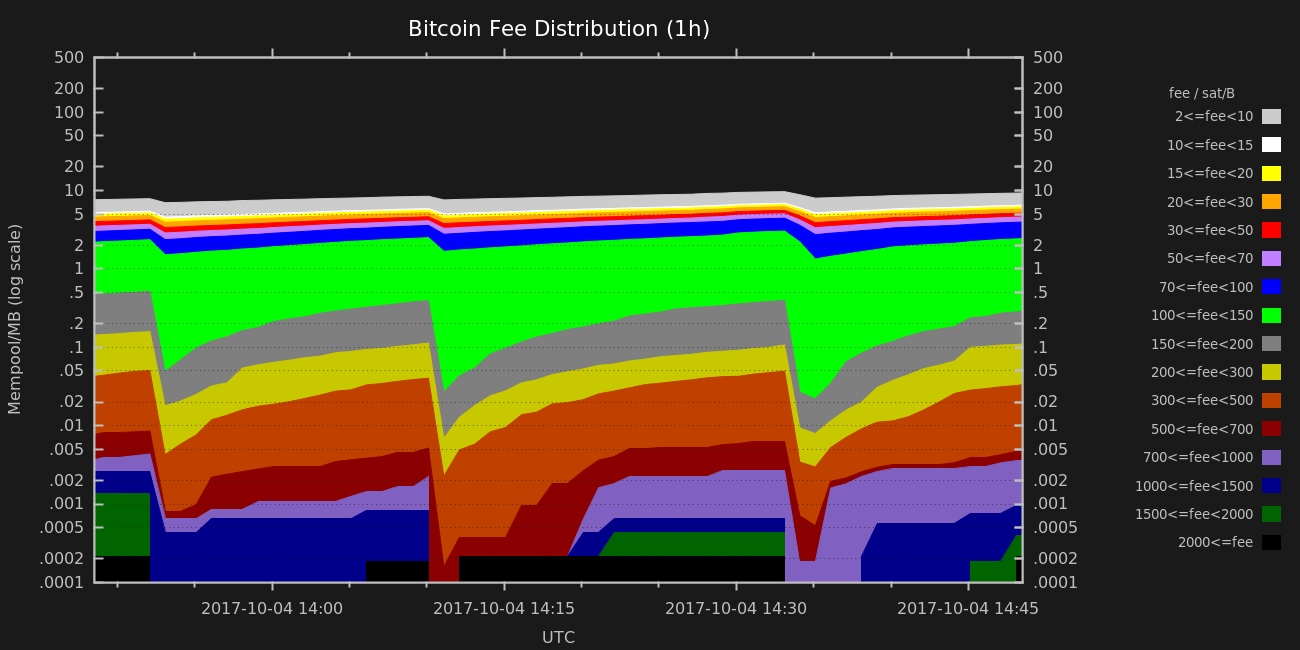 Bitcoin Fee Distribution (1h)
500
200
100
50
20
10
5
2
1
.5
.2
.1
.05
.02
.01
.005
.002
.001
.0005
.0002
.0001
Mempool/MB (log scale)
500
200
100
50
20
10
5
2
1
.5
.2
.1
.05
.02
.01
.005
.002
.001
.0005
.0002
.0001
2017-10-04 14:00
2017-10-04 14:15
2017-10-04 14:30
2017-10-04 14:45
UTC
fee / sat/B
2<=fee<10
10<=fee<15
15<=fee<20
20<=fee<30
30<=fee<50
50<=fee<70
70<=fee<100
100<=fee<150
150<=fee<200
200<=fee<300
300<=fee<500
500<=fee<700
700<=fee<1000
1000<=fee<1500
1500<=fee<2000
2000<=fee